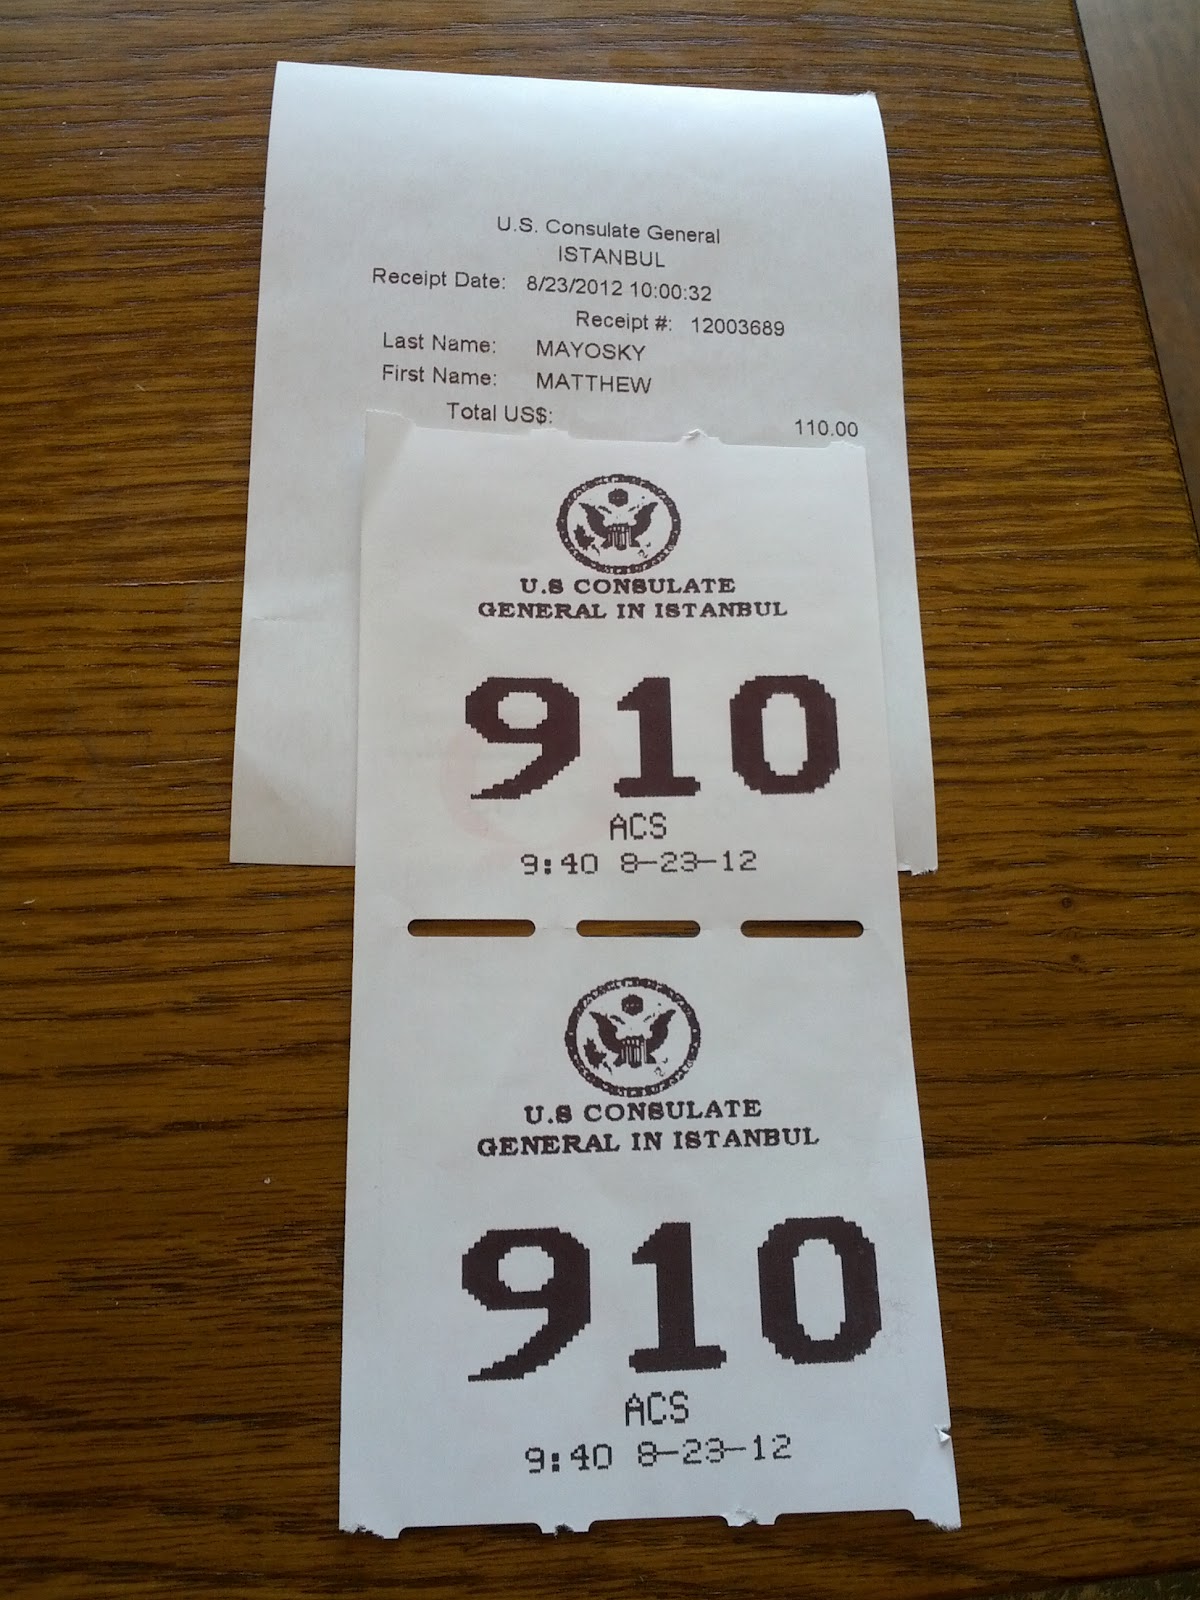 U.S. Consulate General
ISTANBUL
Receipt Date: 8/23/2012 10:00:32
Receipt #: 12003689
Last Name: MAYOSKY
First Name: MATTHEW
Total US$: 110.00
U.S CONSULATE
GENERAL IN ISTANBUL
910
ACS
9:40 8-23-12
U.S CONSULATE
GENERAL IN ISTANBUL
910
ACS
9:40 8-23-12